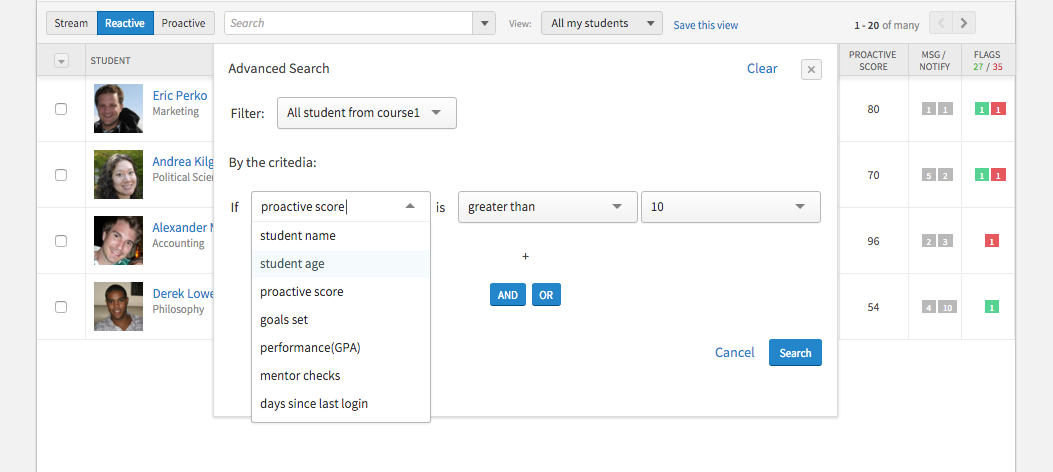 Stream Reactive Proactive Search View: All my students Save this view 1 - 20 of many
STUDENT PROACTIVE SCORE MSG / NOTIFY FLAGS 27 / 35
Advanced Search Clear ×
Eric Perko
Marketing
80 1 1 1 1
Filter: All student from course1
By the critedia:
Andrea Kilg
Political Scien
70 5 2 1 1
If proactive score is greater than 10
Alexander M
Accounting
96 2 3 1
student name
student age
proactive score
goals set
performance(GPA)
mentor checks
days since last login
+
AND OR
Derek Lowe
Philosophy
54 4 10 1
Cancel Search